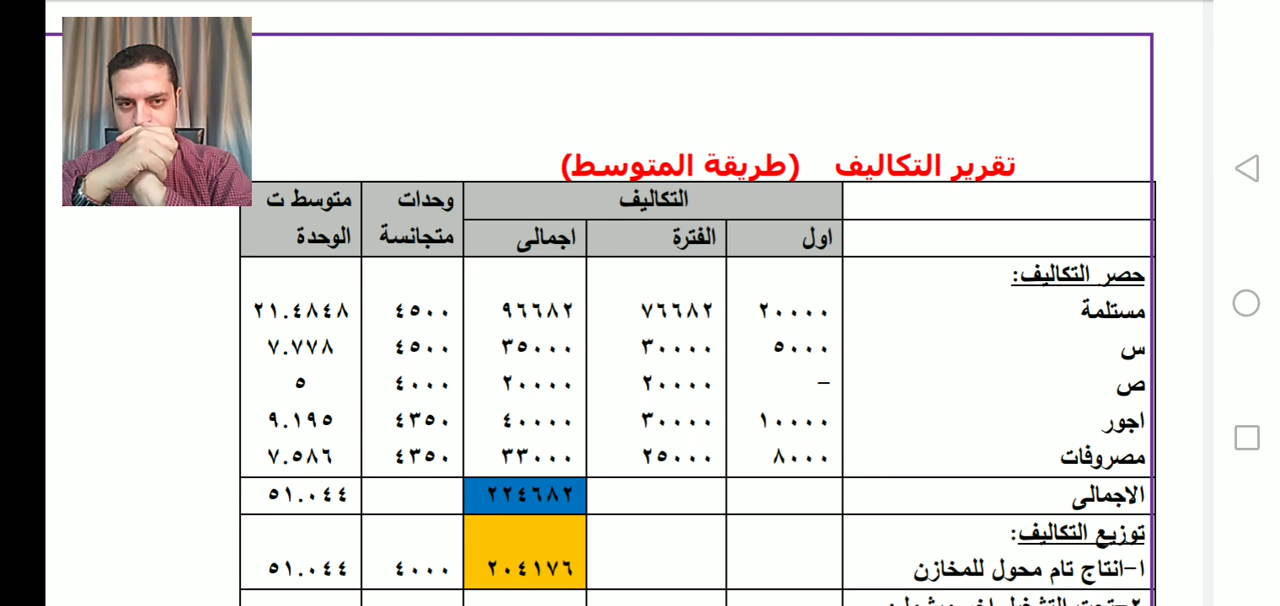 تقرير التكاليف (طريقة المتوسط)
التكاليف وحدات متجانسة متوسط ت الوحدة
اول الفترة اجمالى
حصر التكاليف:
مستلمة ٢٠٠٠٠ ٧٦٦٨٢ ٩٦٦٨٢ ٤٥٠٠ ٢١.٤٨٤٨
س ٥٠٠٠ ٣٠٠٠٠ ٣٥٠٠٠ ٤٥٠٠ ٧.٧٧٨
ص – ٢٠٠٠٠ ٢٠٠٠٠ ٤٠٠٠ ٥
اجور ١٠٠٠٠ ٣٠٠٠٠ ٤٠٠٠٠ ٤٣٥٠ ٩.١٩٥
مصروفات ٨٠٠٠ ٢٥٠٠٠ ٣٣٠٠٠ ٤٣٥٠ ٧.٥٨٦
الاجمالى ٢٢٤٦٨٢ ٥١.٠٤٤
توزيع التكاليف:
١–انتاج تام محول للمخازن ٢٠٤١٧٦ ٤٠٠٠ ٥١.٠٤٤